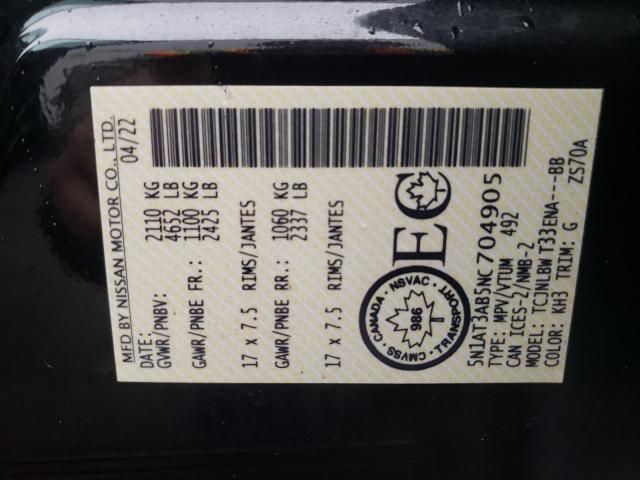 MFD BY NISSAN MOTOR CO., LTD.
DATE: 04/22
GVWR/PNBV: 2110 KG
4652 LB
GAWR/PNBE FR.: 1100 KG
2425 LB
17 x 7.5 RIMS/JANTES
GAWR/PNBE RR.: 1060 KG
2337 LB
17 x 7.5 RIMS/JANTES
CANADA · NSVAC · TRANSPORT · CMVSS ·
986
EC
5N1AT3AB5NC704905
TYPE: MPV/VTUM 492
CAN ICES-2/NMB-2
MODEL: TCJNLBW T33ENA---BB
COLOR: KH3 TRIM: G ZS70A